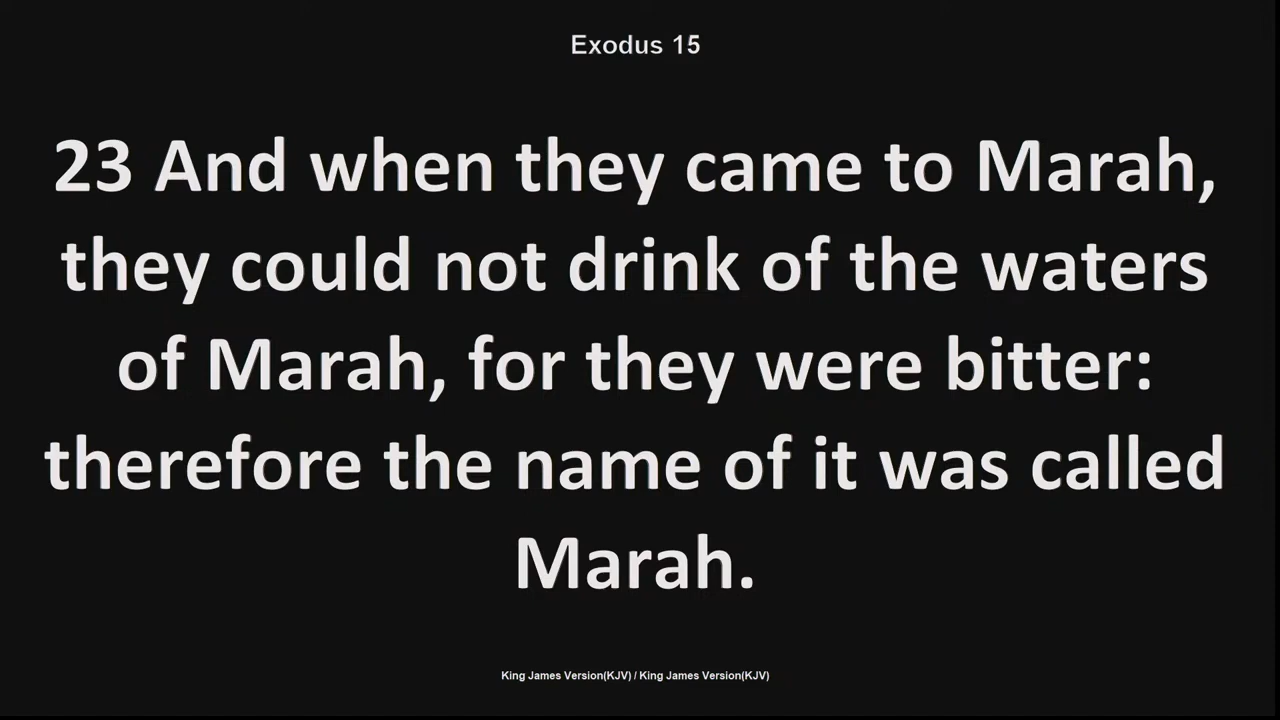 Exodus 15
23 And when they came to Marah,
they could not drink of the waters
of Marah, for they were bitter:
therefore the name of it was called
Marah.
King James Version(KJV) / King James Version(KJV)